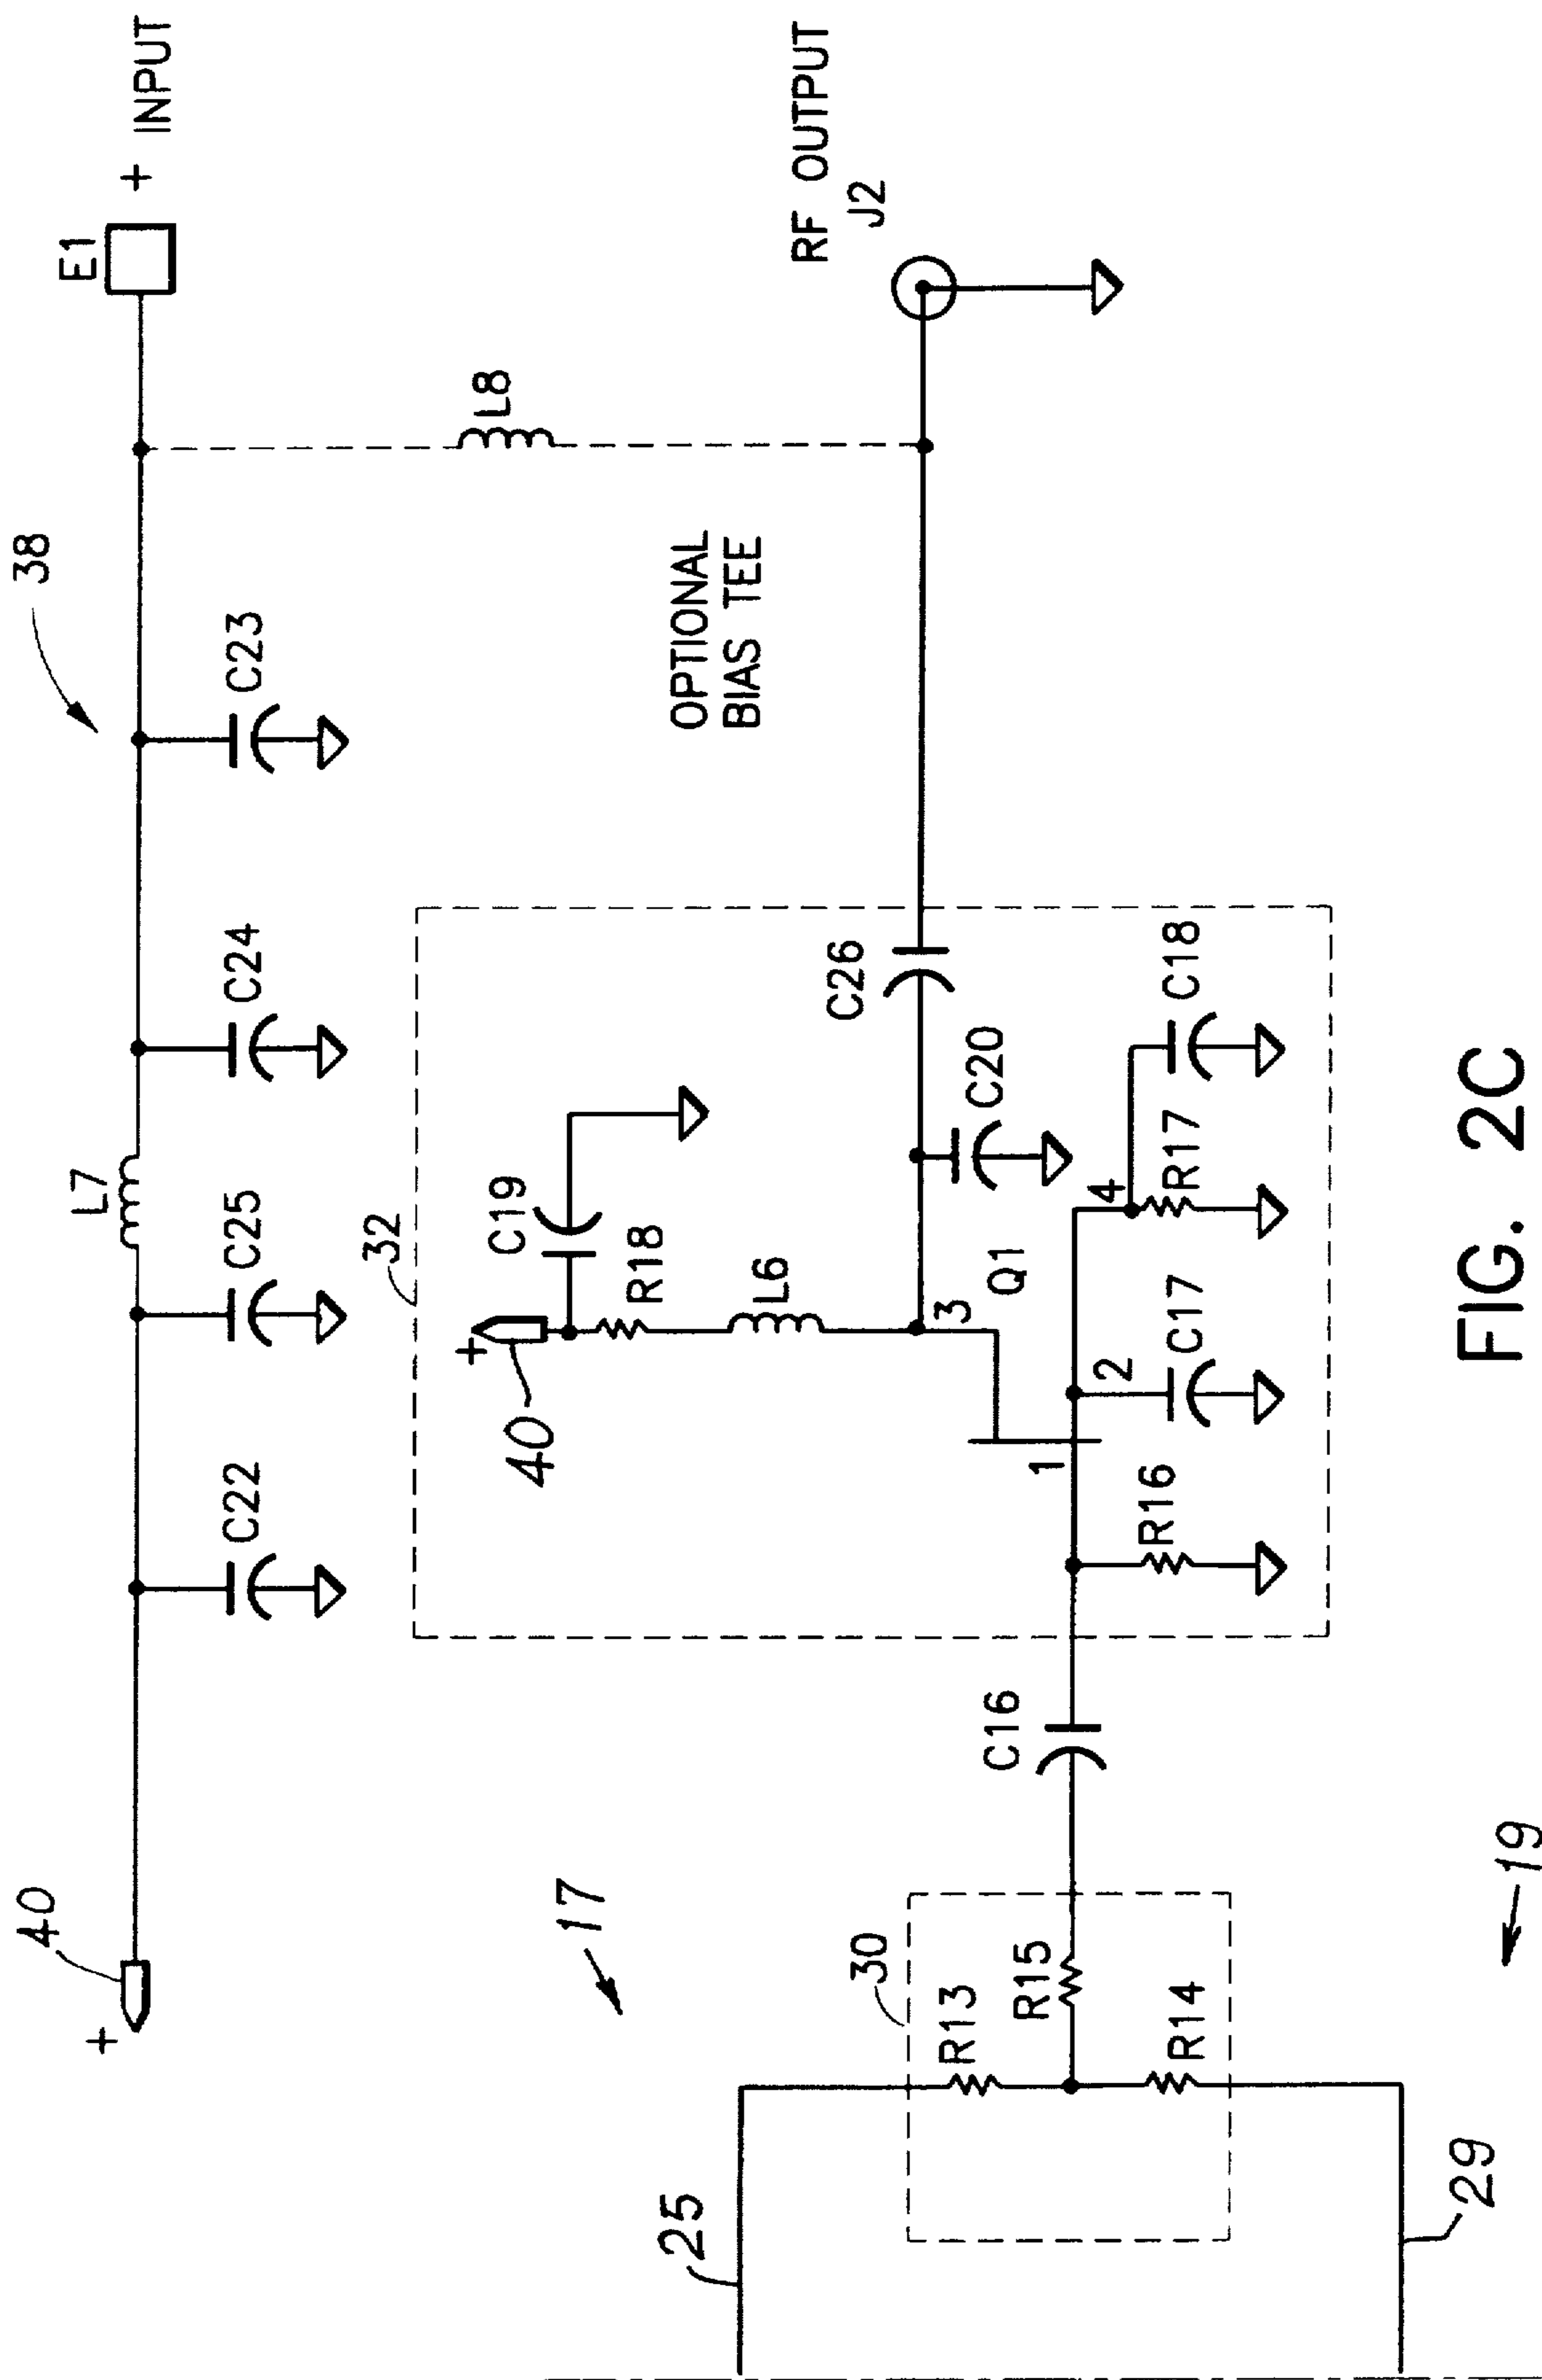 40
+
38
E1
+ INPUT
C22
C25
L7
C24
C23
L8
OPTIONAL
BIAS TEE
RF OUTPUT
J2
32
+
40
C19
R18
L6
3
Q1
C20
C26
1
2
4
R16
C17
R17
C18
C16
17
30
R13
R15
R14
25
29
19
FIG. 2C